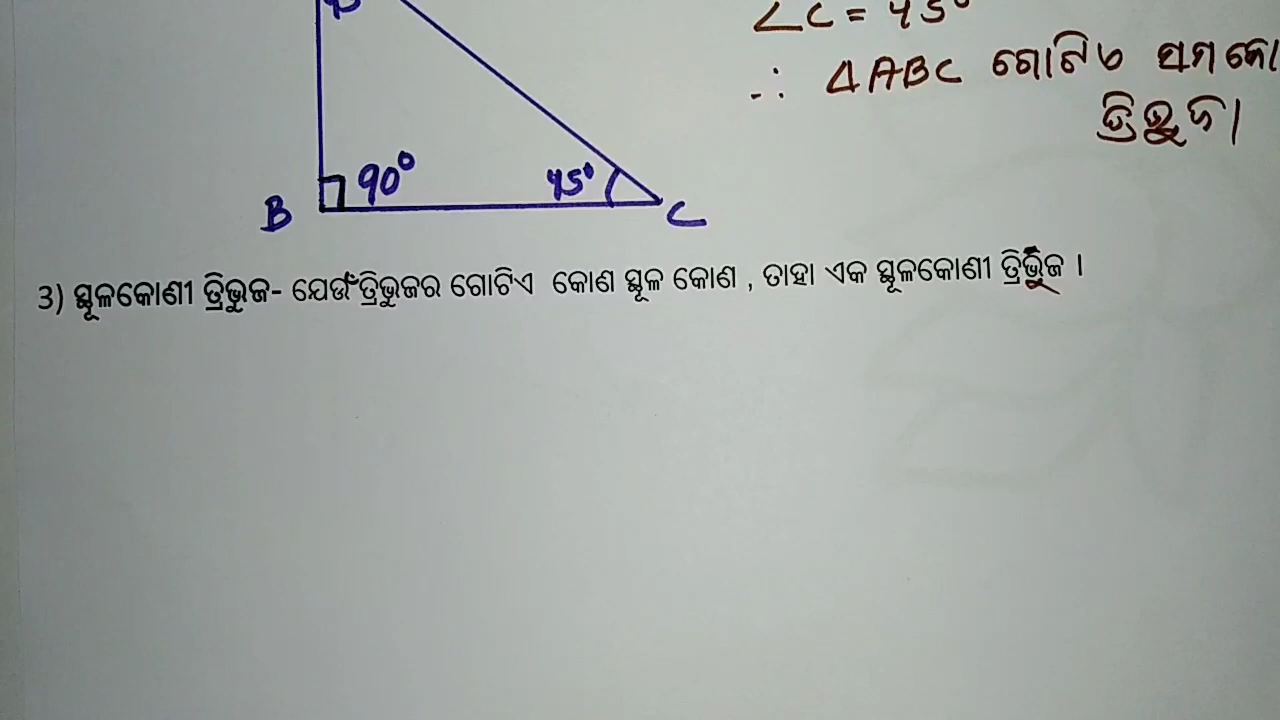 ∠C = 45°
∴ ΔABC ଗୋଟିଏ ସମକୋ
ତ୍ରିଭୁଜ।
90°
45°
B
C
3) ସ୍ଥୂଳକୋଣୀ ତ୍ରିଭୁଜ- ଯେଉଁ ତ୍ରିଭୁଜର ଗୋଟିଏ କୋଣ ସ୍ଥୂଳ କୋଣ , ତାହା ଏକ ସ୍ଥୂଳକୋଣୀ ତ୍ରିଭୁଜ ।